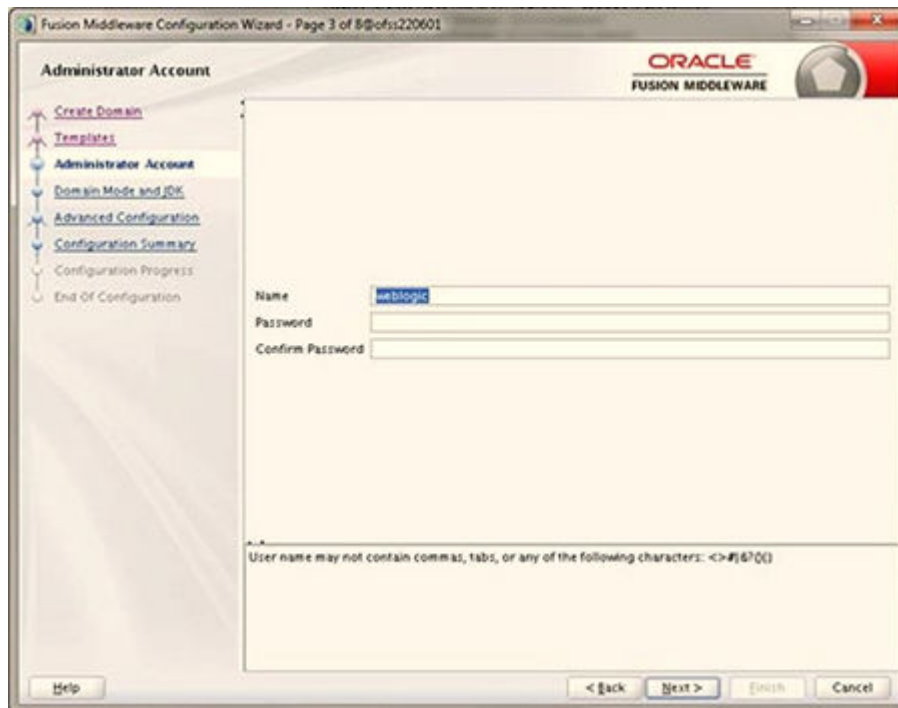 Fusion Middleware Configuration Wizard - Page 3 of 8@ofss220601
Administrator Account
ORACLE
FUSION MIDDLEWARE
Create Domain
Templates
Administrator Account
Domain Mode and JDK
Advanced Configuration
Configuration Summary
Configuration Progress
End Of Configuration
Name weblogic
Password
Confirm Password
User name may not contain commas, tabs, or any of the following characters:
Help
< Back
Next >
Finish
Cancel